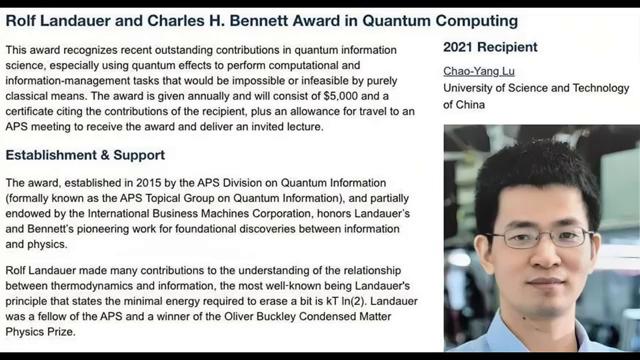 Rolf Landauer and Charles H. Bennett Award in Quantum Computing
This award recognizes recent outstanding contributions in quantum information
science, especially using quantum effects to perform computational and
information-management tasks that would be impossible or infeasible by purely
classical means. The award is given annually and will consist of $5,000 and a
certificate citing the contributions of the recipient, plus an allowance for travel to an
APS meeting to receive the award and deliver an invited lecture.
Establishment & Support
The award, established in 2015 by the APS Division on Quantum Information
(formally known as the APS Topical Group on Quantum Information), and partially
endowed by the International Business Machines Corporation, honors Landauer's
and Bennett's pioneering work for foundational discoveries between information
and physics.
Rolf Landauer made many contributions to the understanding of the relationship
between thermodynamics and information, the most well-known being Landauer's
principle that states the minimal energy required to erase a bit is kT ln(2). Landauer
was a fellow of the APS and a winner of the Oliver Buckley Condensed Matter
Physics Prize.
2021 Recipient
Chao-Yang Lu
University of Science and Technology
of China